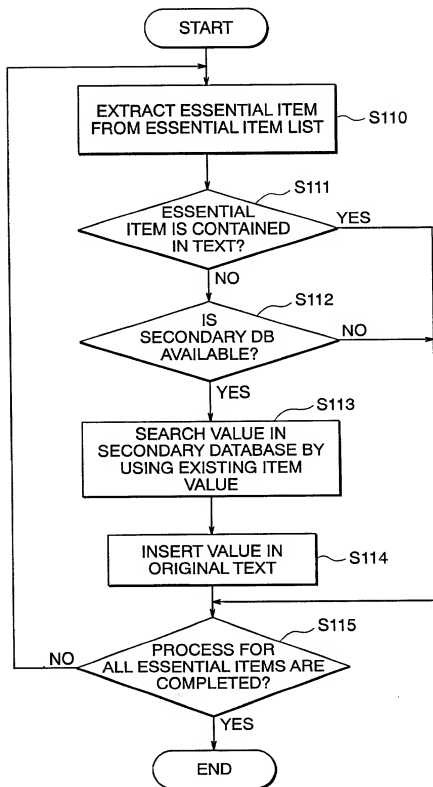 START
EXTRACT ESSENTIAL ITEM
FROM ESSENTIAL ITEM LIST
S110
S111
ESSENTIAL
ITEM IS CONTAINED
IN TEXT?
YES
NO
S112
IS
SECONDARY DB
AVAILABLE?
NO
YES
S113
SEARCH VALUE IN
SECONDARY DATABASE BY
USING EXISTING ITEM
VALUE
INSERT VALUE IN
ORIGINAL TEXT
S114
S115
PROCESS FOR
ALL ESSENTIAL ITEMS ARE
COMPLETED?
NO
YES
END